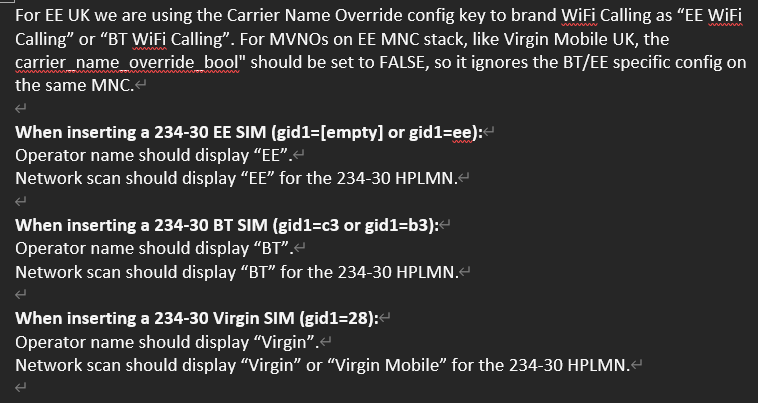 For EE UK we are using the Carrier Name Override config key to brand WiFi Calling as “EE WiFi
Calling” or “BT WiFi Calling”. For MVNOs on EE MNC stack, like Virgin Mobile UK, the
carrier_name_override_bool" should be set to FALSE, so it ignores the BT/EE specific config on
the same MNC.↵
↵
When inserting a 234-30 EE SIM (gid1=[empty] or gid1=ee):↵
Operator name should display “EE”.↵
Network scan should display “EE” for the 234-30 HPLMN.↵
↵
When inserting a 234-30 BT SIM (gid1=c3 or gid1=b3):↵
Operator name should display “BT”.↵
Network scan should display “BT” for the 234-30 HPLMN.↵
↵
When inserting a 234-30 Virgin SIM (gid1=28):↵
Operator name should display “Virgin”.↵
Network scan should display “Virgin” or “Virgin Mobile” for the 234-30 HPLMN.↵
↵